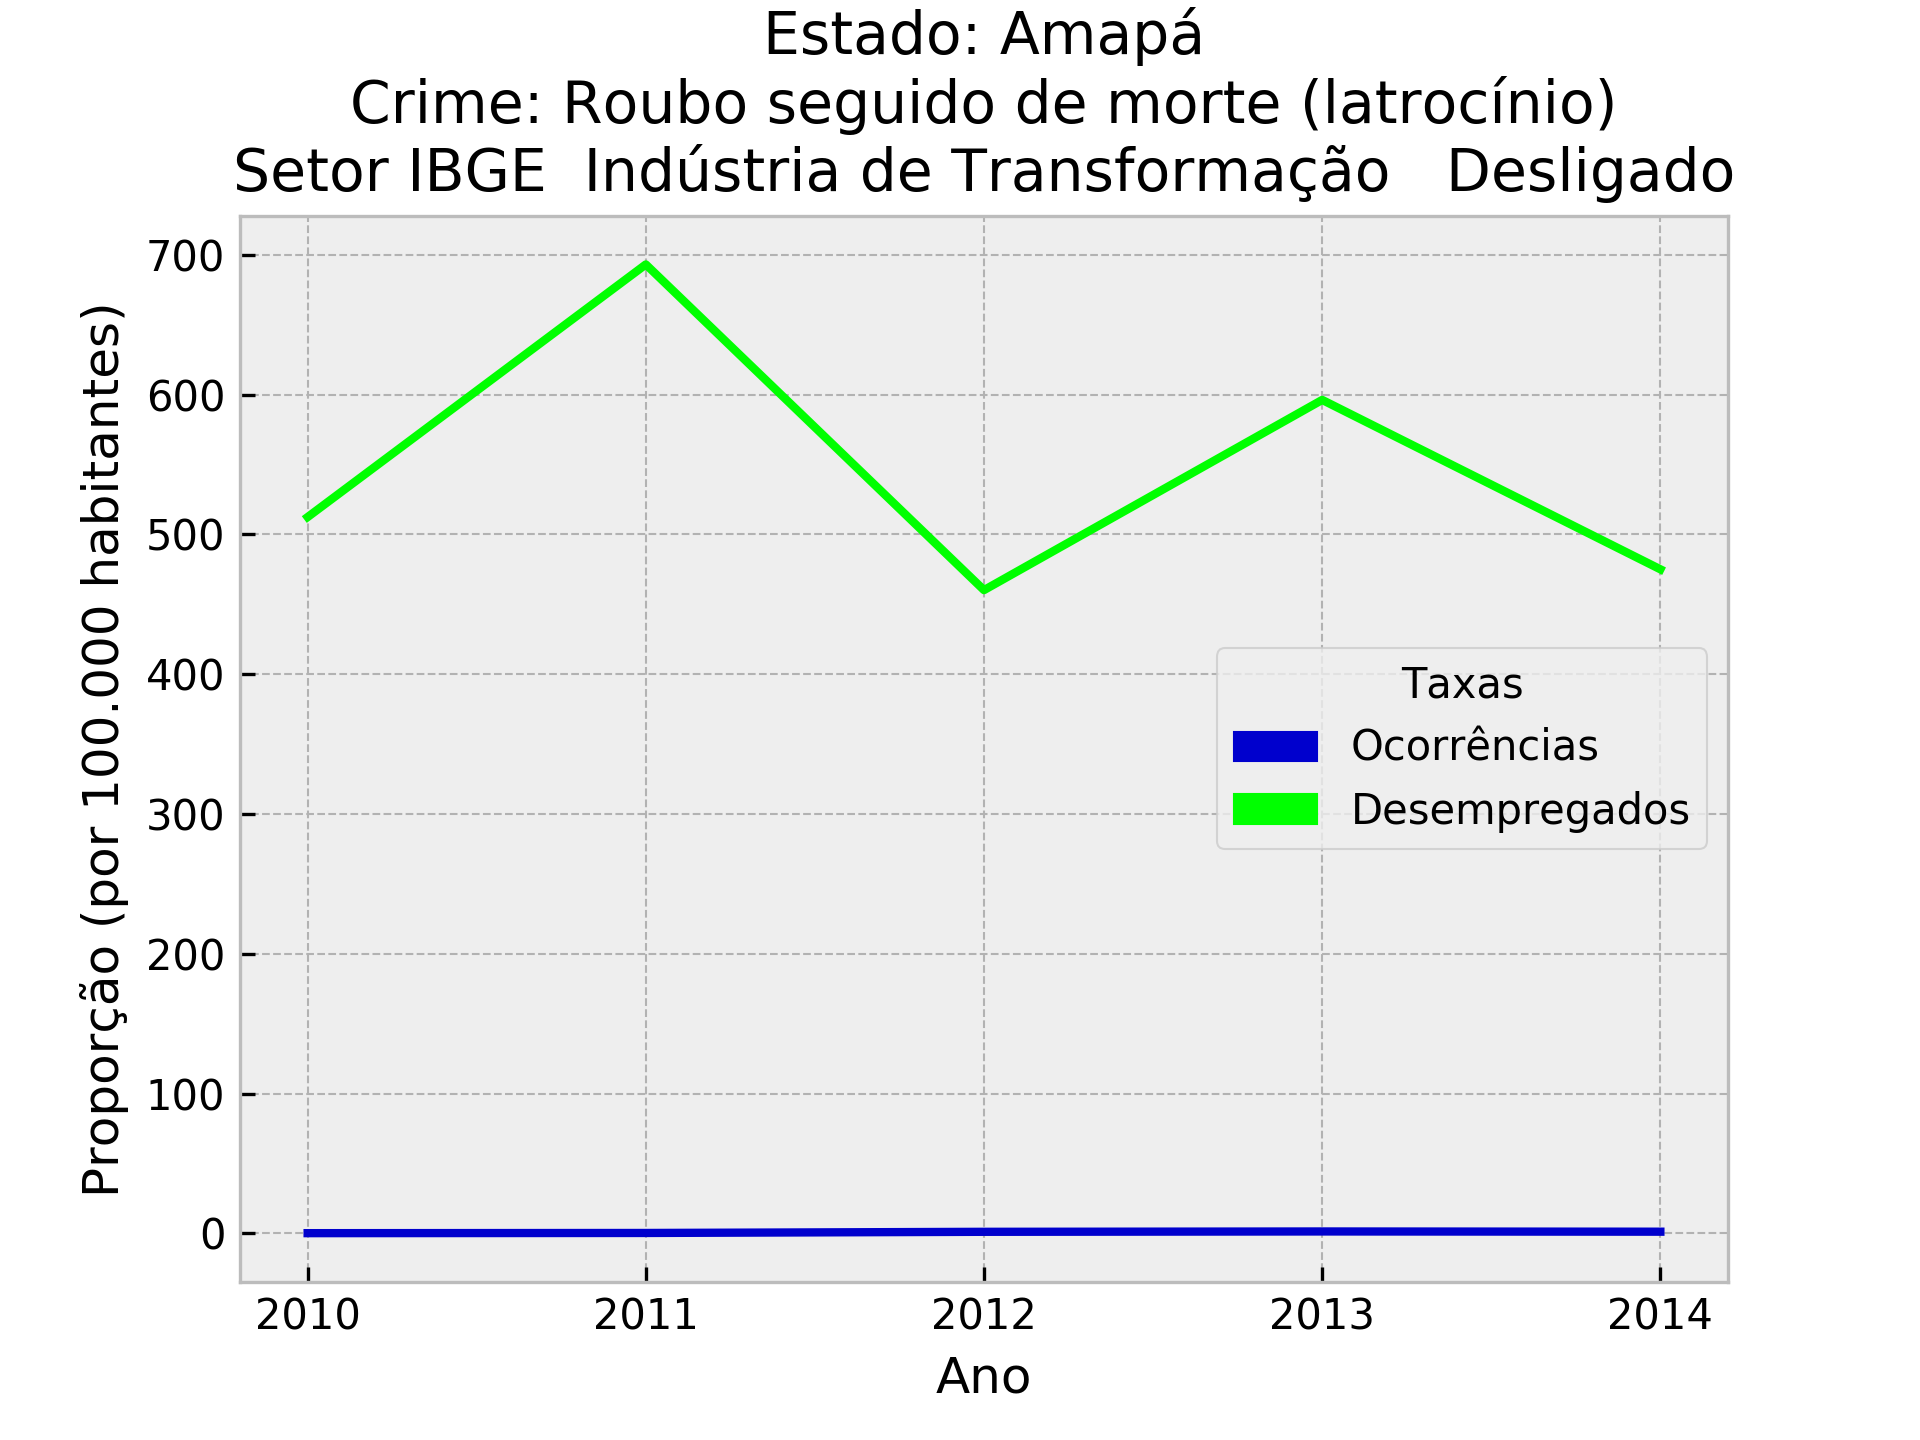 Estado: Amapá
Crime: Roubo seguido de morte (latrocínio)
Setor IBGE  Indústria de Transformação   Desligado
Proporção (por 100.000 habitantes)
700
600
500
400
300
200
100
0
Taxas
Ocorrências
Desempregados
2010 2011 2012 2013 2014
Ano